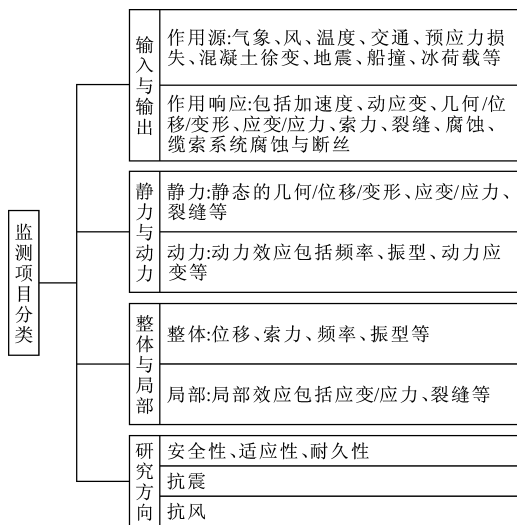 监测项目分类
输入与输出
作用源:气象、风、温度、交通、预应力损
失、混凝土徐变、地震、船撞、冰荷载等
作用响应:包括加速度、动应变、几何/位
移/变形、应变/应力、索力、裂缝、腐蚀、
缆索系统腐蚀与断丝
静力与动力
静力:静态的几何/位移/变形、应变/应力、
裂缝等
动力:动力效应包括频率、振型、动力应
变等
整体与局部
整体:位移、索力、频率、振型等
局部:局部效应包括应变/应力、裂缝等
研究方向
安全性、适应性、耐久性
抗震
抗风